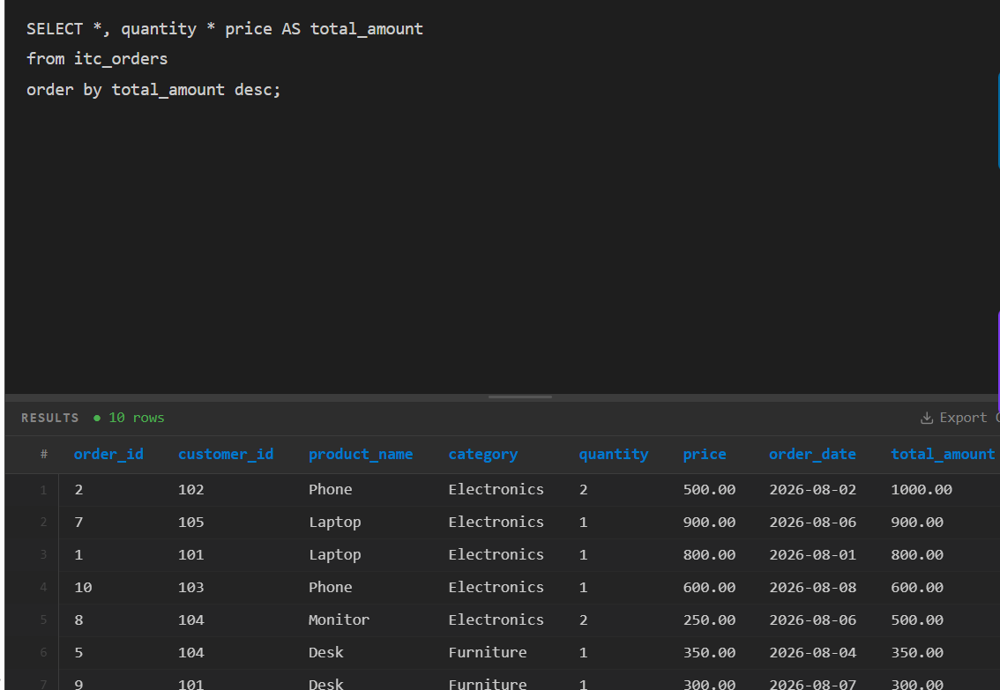 SELECT *, quantity * price AS total_amount
from itc_orders
order by total_amount desc;
RESULTS ● 10 rows Export
# order_id customer_id product_name category quantity price order_date total_amount
1 2 102 Phone Electronics 2 500.00 2026-08-02 1000.00
2 7 105 Laptop Electronics 1 900.00 2026-08-06 900.00
3 1 101 Laptop Electronics 1 800.00 2026-08-01 800.00
4 10 103 Phone Electronics 1 600.00 2026-08-08 600.00
5 8 104 Monitor Electronics 2 250.00 2026-08-06 500.00
6 5 104 Desk Furniture 1 350.00 2026-08-04 350.00
7 9 101 Desk Furniture 1 300.00 2026-08-07 300.00